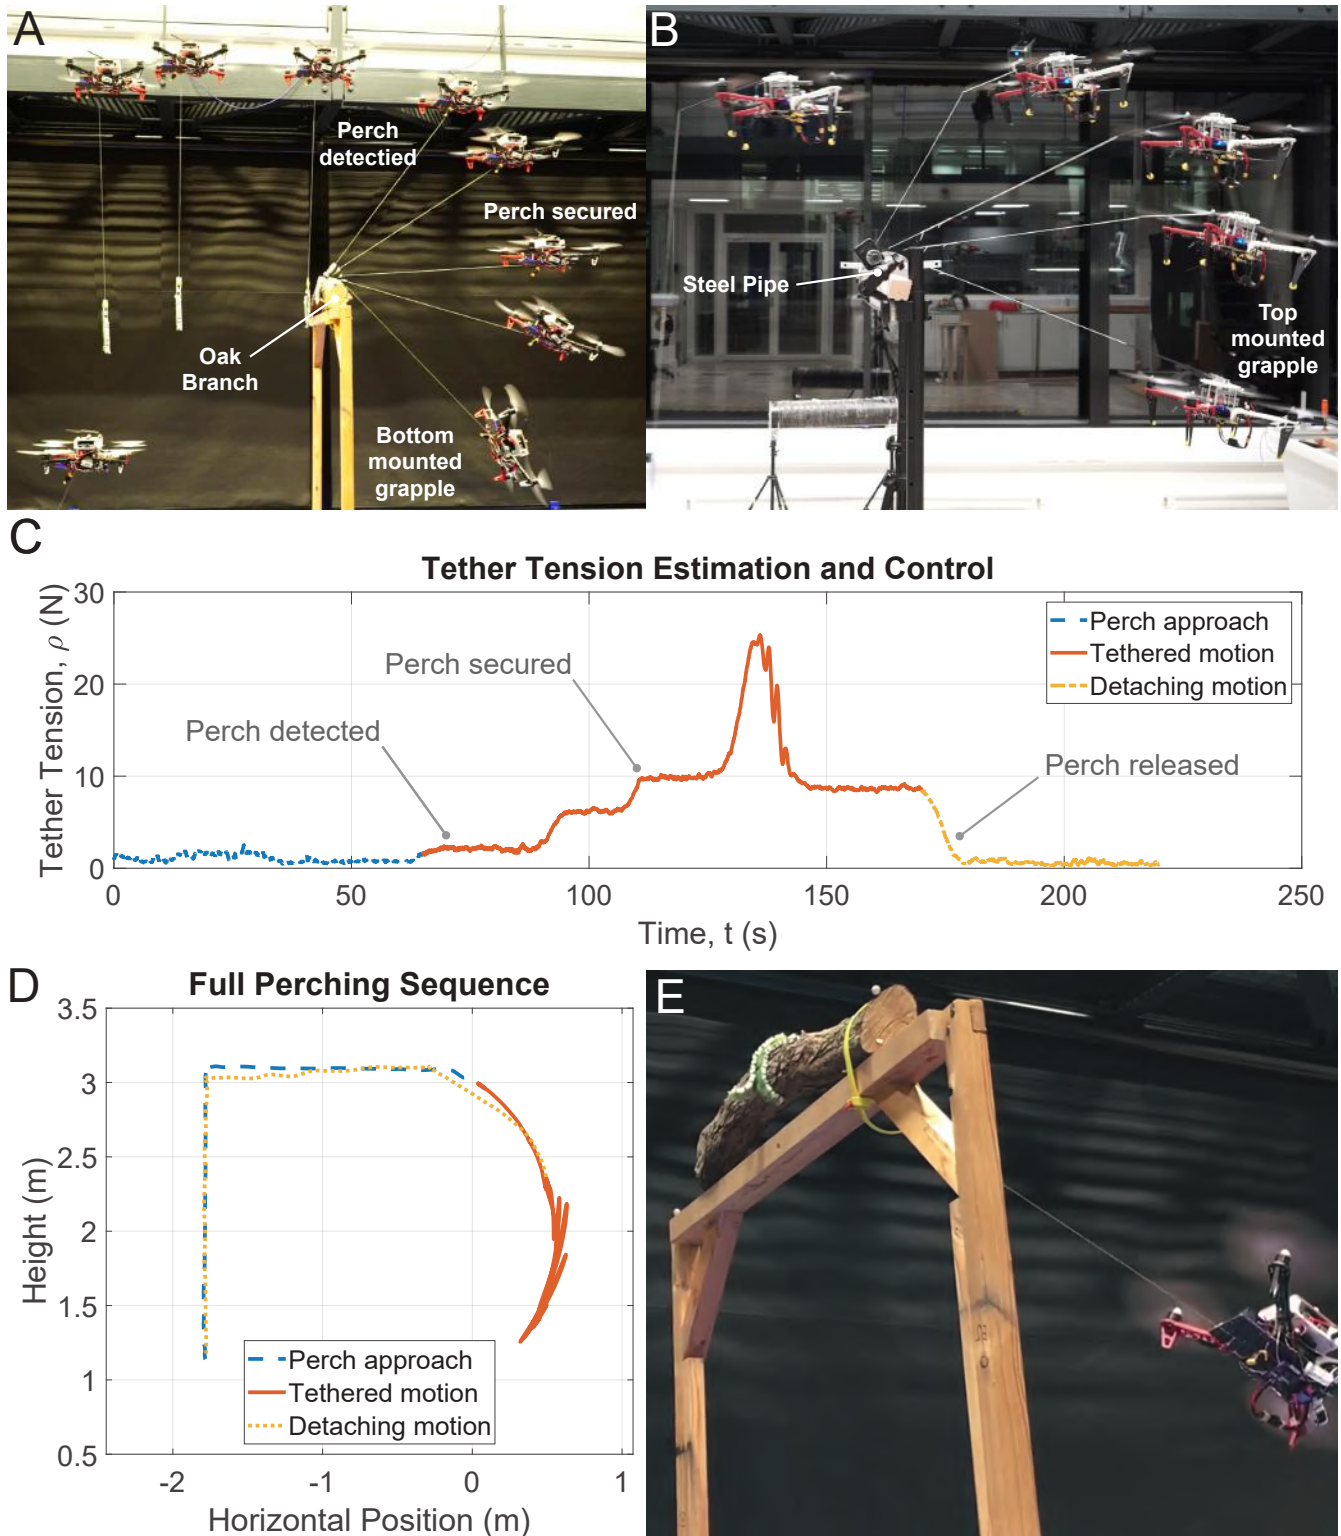 A
Perch
detectied
Perch secured
Oak
Branch
Bottom
mounted
grapple
B
Steel Pipe
Top
mounted
grapple
C
Tether Tension Estimation and Control
Tether Tension, ρ (N)
30
20
10
0
Perch approach
Tethered motion
Detaching motion
Perch secured
Perch detected
Perch released
0 50 100 150 200 250
Time, t (s)
D
Full Perching Sequence
Height (m)
3.5
3
2.5
2
1.5
1
0.5
Perch approach
Tethered motion
Detaching motion
-2 -1 0 1
Horizontal Position (m)
E